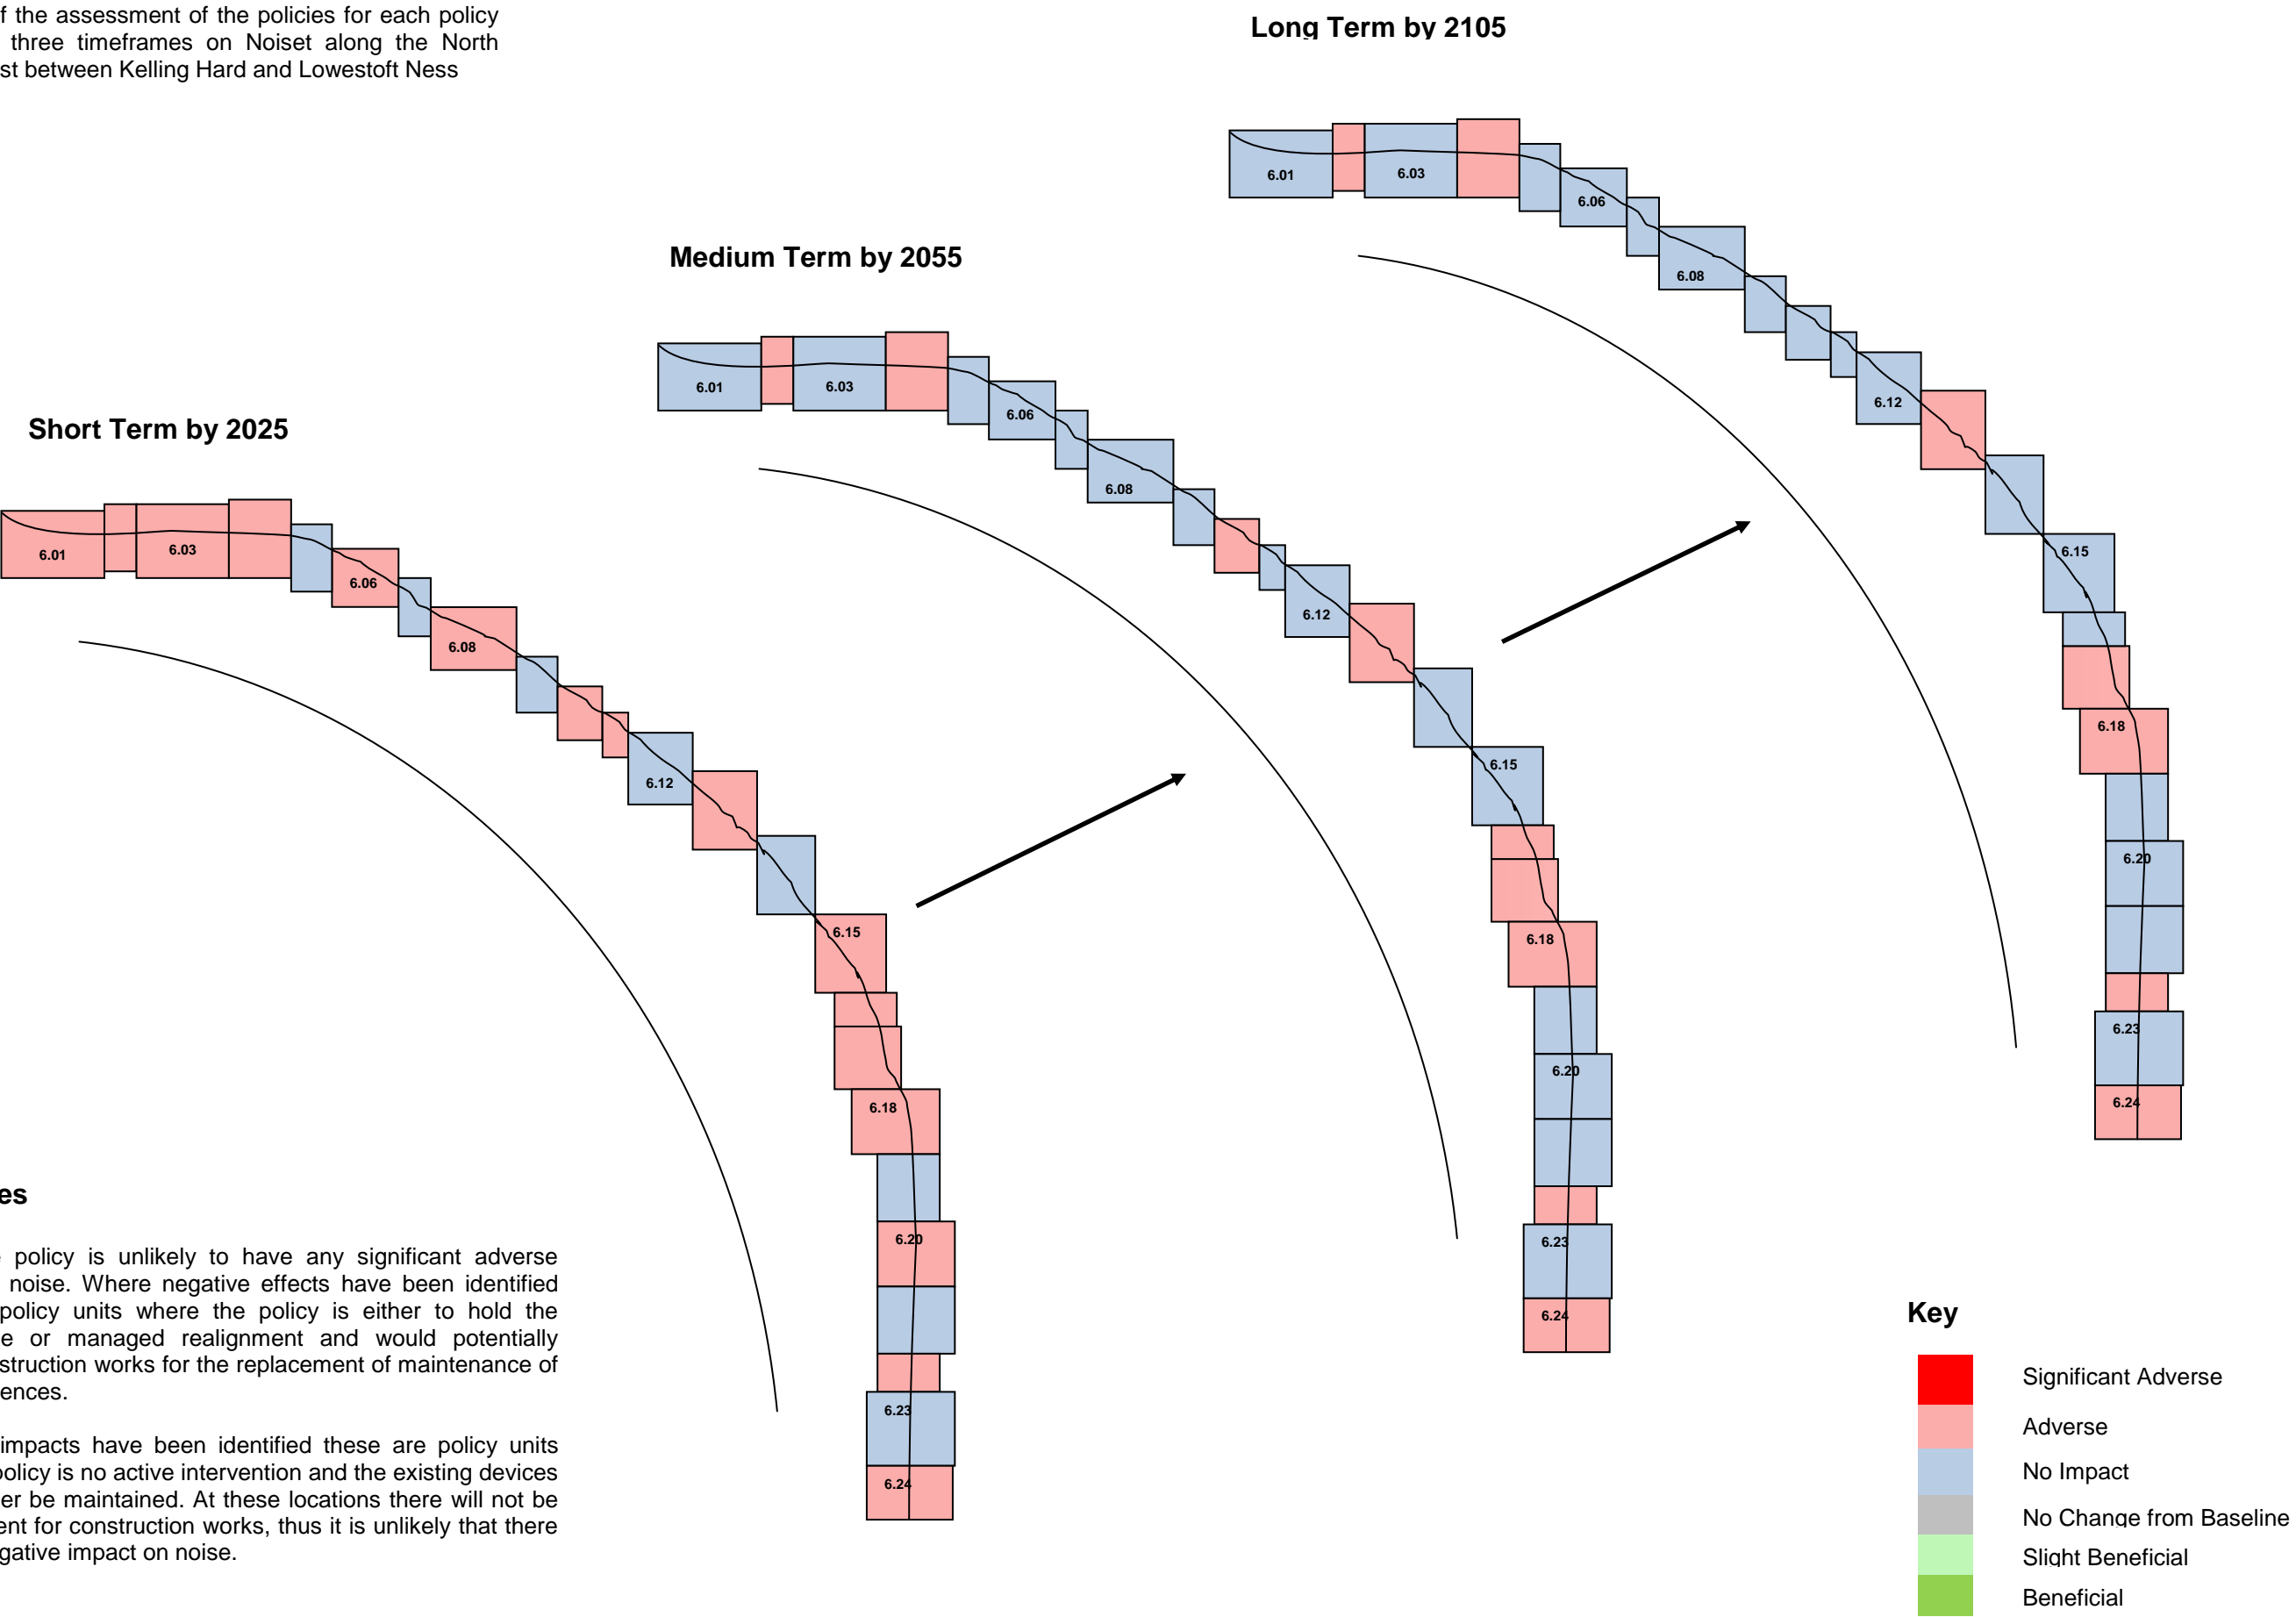 f the assessment of the policies for each policy
three timeframes on Noiset along the North
st between Kelling Hard and Lowestoft Ness
Long Term by 2105
6.01
6.03
6.06
6.08
6.12
6.15
6.18
6.20
6.23
6.24
Medium Term by 2055
6.01
6.03
6.06
6.08
6.12
6.15
6.18
6.20
6.23
6.24
Short Term by 2025
6.01
6.03
6.06
6.08
6.12
6.15
6.18
6.20
6.23
6.24
es
policy is unlikely to have any significant adverse
noise. Where negative effects have been identified
policy units where the policy is either to hold the
e or managed realignment and would potentially
struction works for the replacement of maintenance of
ences.
impacts have been identified these are policy units
policy is no active intervention and the existing devices
er be maintained. At these locations there will not be
ent for construction works, thus it is unlikely that there
gative impact on noise.
Key
Significant Adverse
Adverse
No Impact
No Change from Baseline
Slight Beneficial
Beneficial